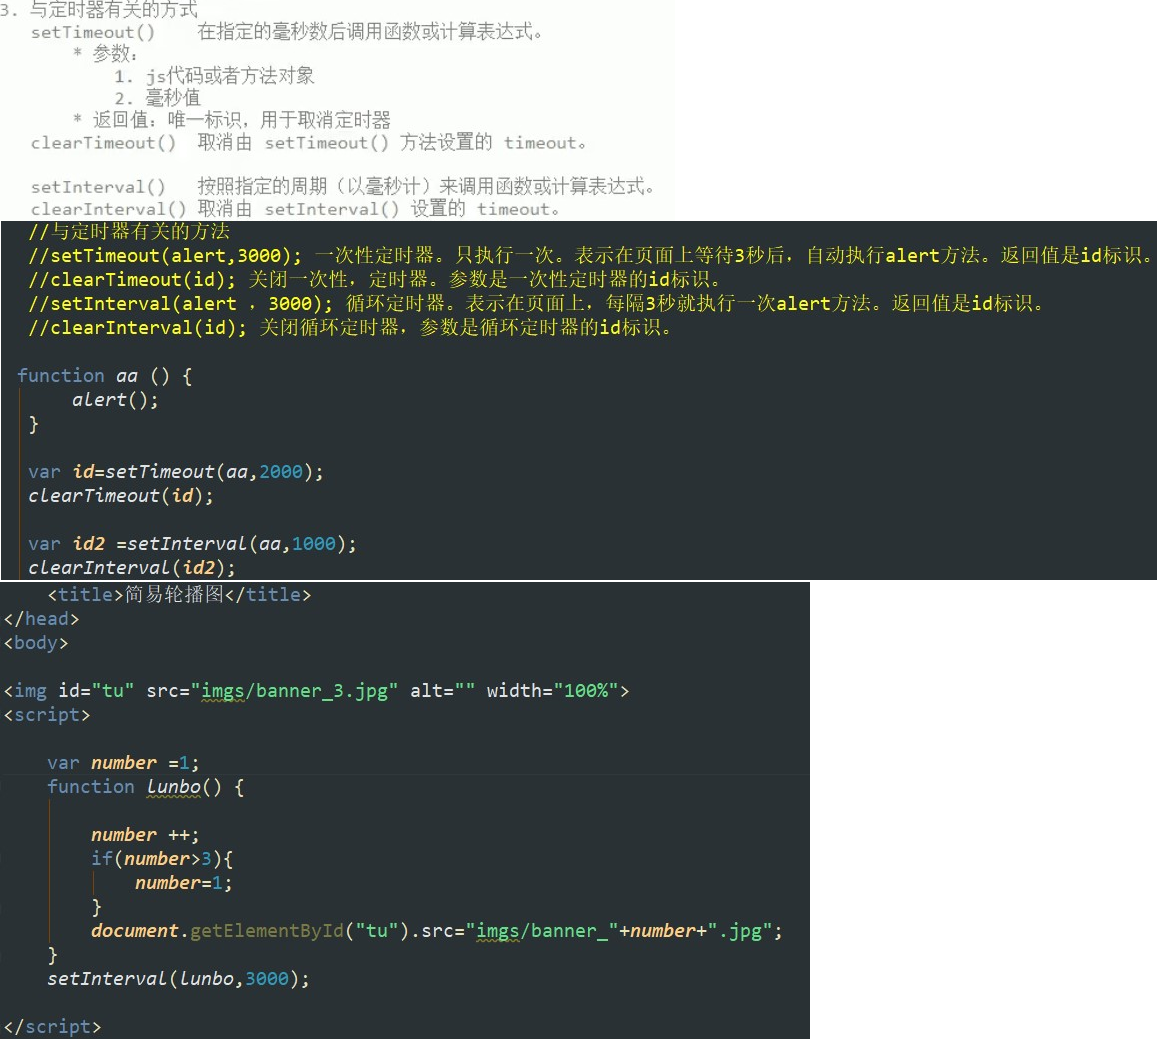 3. 与定时器有关的方式
setTimeout()    在指定的毫秒数后调用函数或计算表达式。
* 参数:
1. js代码或者方法对象
2. 毫秒值
* 返回值: 唯一标识，用于取消定时器
clearTimeout()  取消由 setTimeout() 方法设置的 timeout。
setInterval()   按照指定的周期（以毫秒计）来调用函数或计算表达式。
clearInterval() 取消由 setInterval() 设置的 timeout。
//与定时器有关的方法
//setTimeout(alert,3000); 一次性定时器。只执行一次。表示在页面上等待3秒后，自动执行alert方法。返回值是id标识。
//clearTimeout(id); 关闭一次性，定时器。参数是一次性定时器的id标识。
//setInterval(alert ，3000); 循环定时器。表示在页面上，每隔3秒就执行一次alert方法。返回值是id标识。
//clearInterval(id); 关闭循环定时器，参数是循环定时器的id标识。
function aa () {
alert();
}
var id=setTimeout(aa,2000);
clearTimeout(id);
var id2 =setInterval(aa,1000);
clearInterval(id2);
<title>简易轮播图</title>
</head>
<body>
<img id="tu" src="imgs/banner_3.jpg" alt="" width="100%">
<script>
var number =1;
function lunbo() {
number ++;
if(number>3){
number=1;
}
document.getElementById("tu").src="imgs/banner_"+number+".jpg";
}
setInterval(lunbo,3000);
</script>